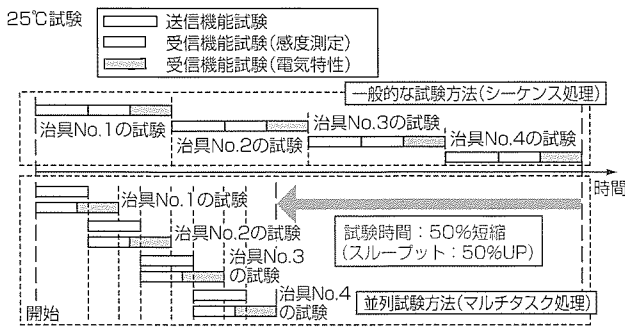 25℃試験
送信機能試験
受信機能試験(感度測定)
受信機能試験(電気特性)
一般的な試験方法(シーケンス処理)
治具No.1の試験
治具No.2の試験
治具No.3の試験
治具No.4の試験
時間
治具No.1の試験
治具No.2の試験
治具No.3
の試験
治具No.4
の試験
試験時間:50%短縮
(スループット:50%UP)
開始
並列試験方法(マルチタスク処理)